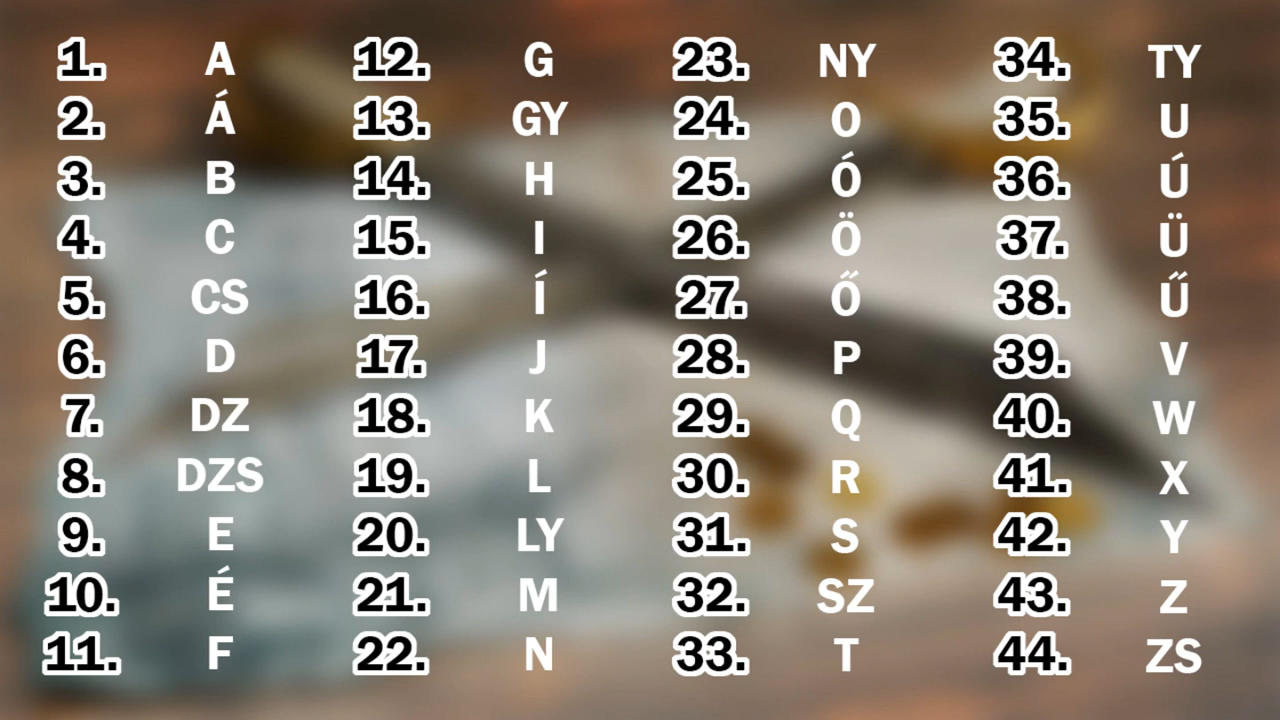 1. A
2. Á
3. B
4. C
5. CS
6. D
7. DZ
8. DZS
9. E
10. É
11. F
12. G
13. GY
14. H
15. I
16. Í
17. J
18. K
19. L
20. LY
21. M
22. N
23. NY
24. O
25. Ó
26. Ö
27. Ő
28. P
29. Q
30. R
31. S
32. SZ
33. T
34. TY
35. U
36. Ú
37. Ü
38. Ű
39. V
40. W
41. X
42. Y
43. Z
44. ZS